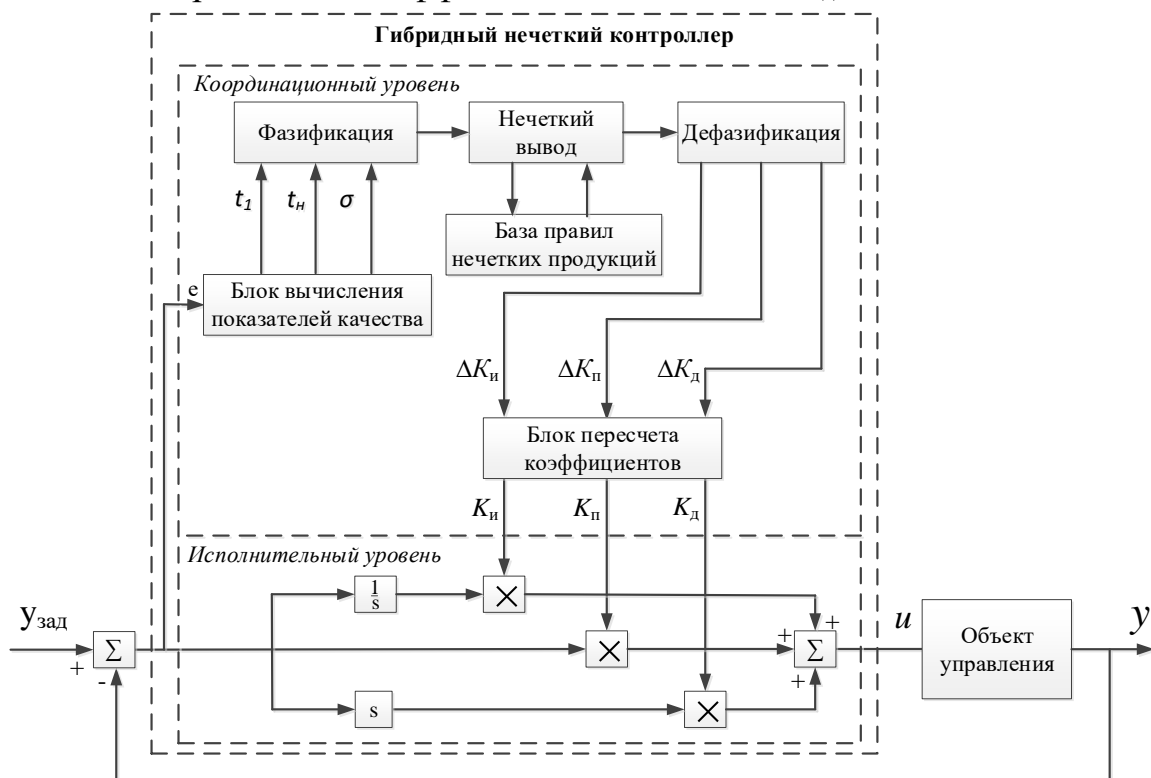 Гибридный нечеткий контроллер
Координационный уровень
Фазификация
Нечеткий
вывод
Дефазификация
t1
tн
σ
База правил
нечетких продукций
e
Блок вычисления
показателей качества
ΔKи
ΔKп
ΔKд
Блок пересчета
коэффициентов
Kи
Kп
Kд
Исполнительный уровень
1
s
×
yзад
+
Σ
-
×
+
+
Σ
+
u
Объект
управления
y
s
×